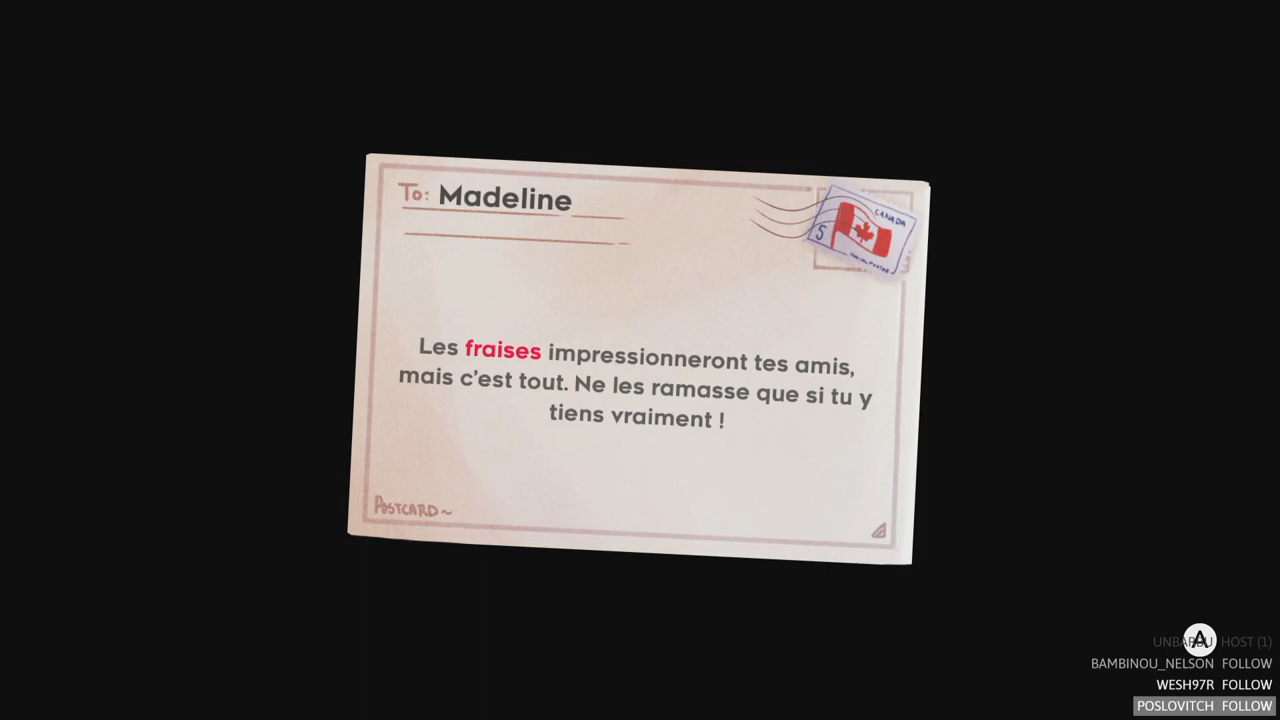 To: Madeline
CANADA
5
Les fraises impressionneront tes amis,
mais c'est tout. Ne les ramasse que si tu y
tiens vraiment !
POSTCARD~
A
HOST (1)
BAMBINOU_NELSON FOLLOW
WESH97R FOLLOW
POSLOVITCH FOLLOW